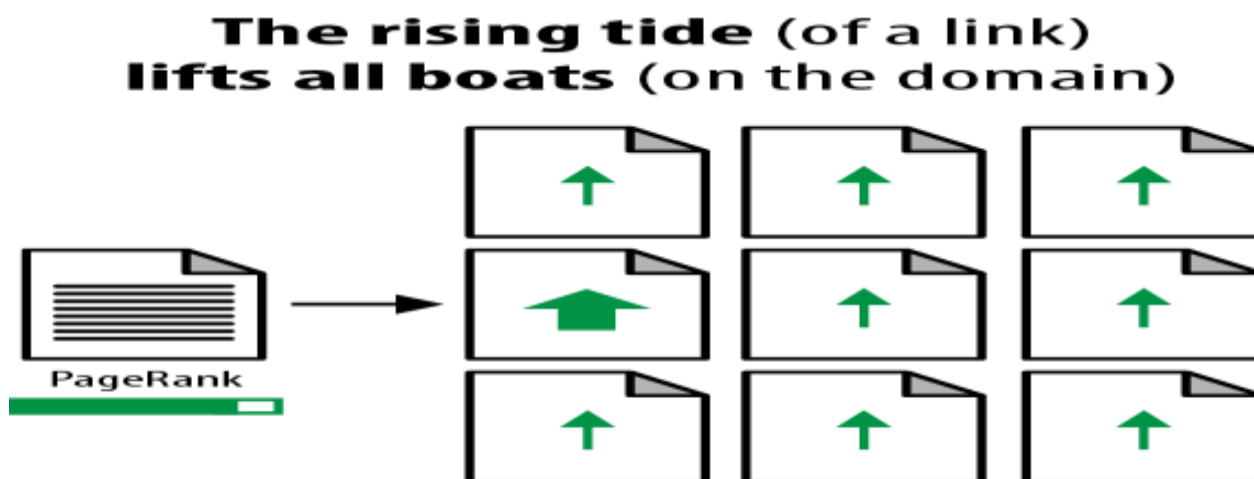 The rising tide (of a link)
lifts all boats (on the domain)
PageRank